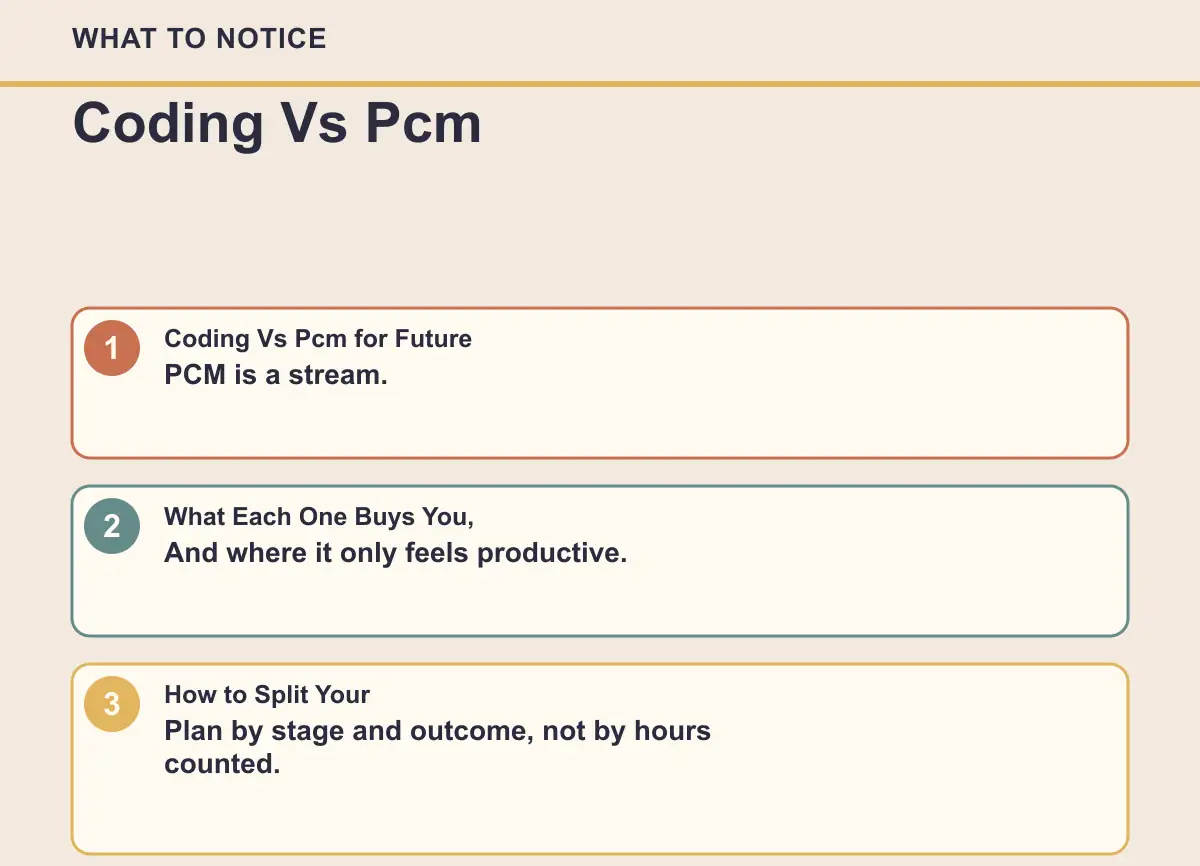 WHAT TO NOTICE
Coding Vs Pcm
1
Coding Vs Pcm for Future
PCM is a stream.
2
What Each One Buys You,
And where it only feels productive.
3
How to Split Your
Plan by stage and outcome, not by hours
counted.